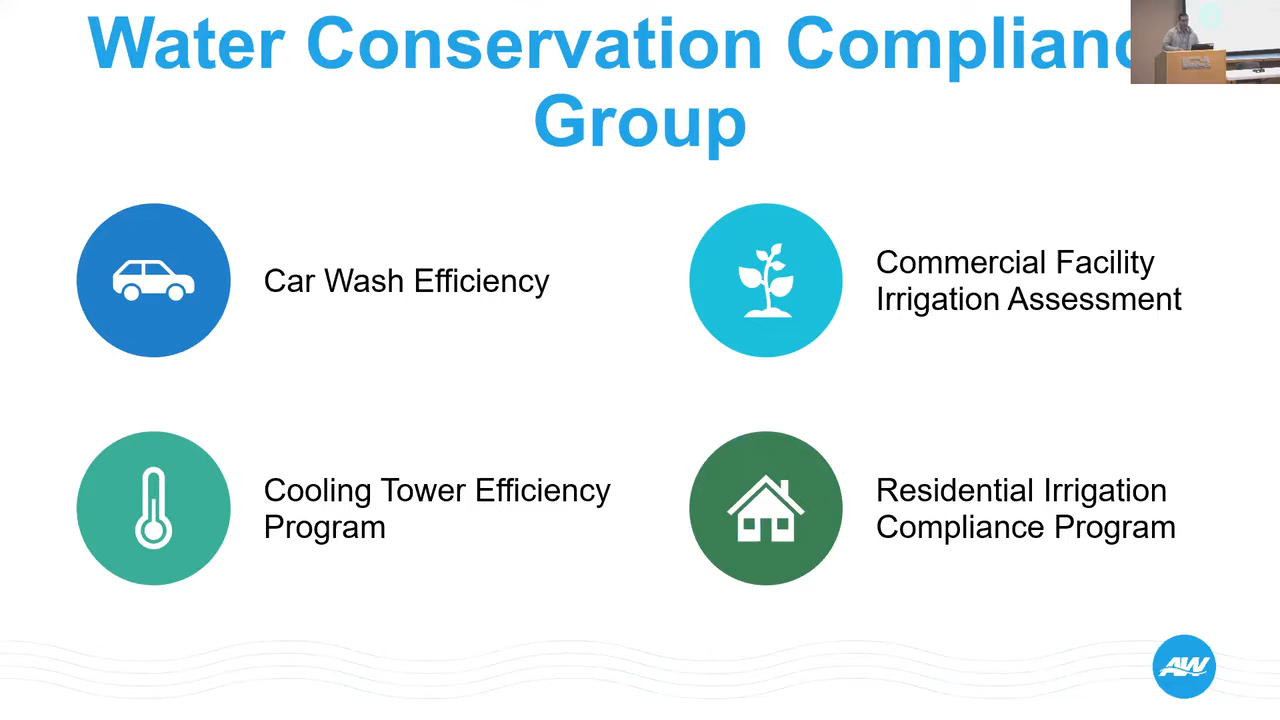 Water Conservation Complianc
Group
Car Wash Efficiency
Commercial Facility
Irrigation Assessment
Cooling Tower Efficiency
Program
Residential Irrigation
Compliance Program
AW